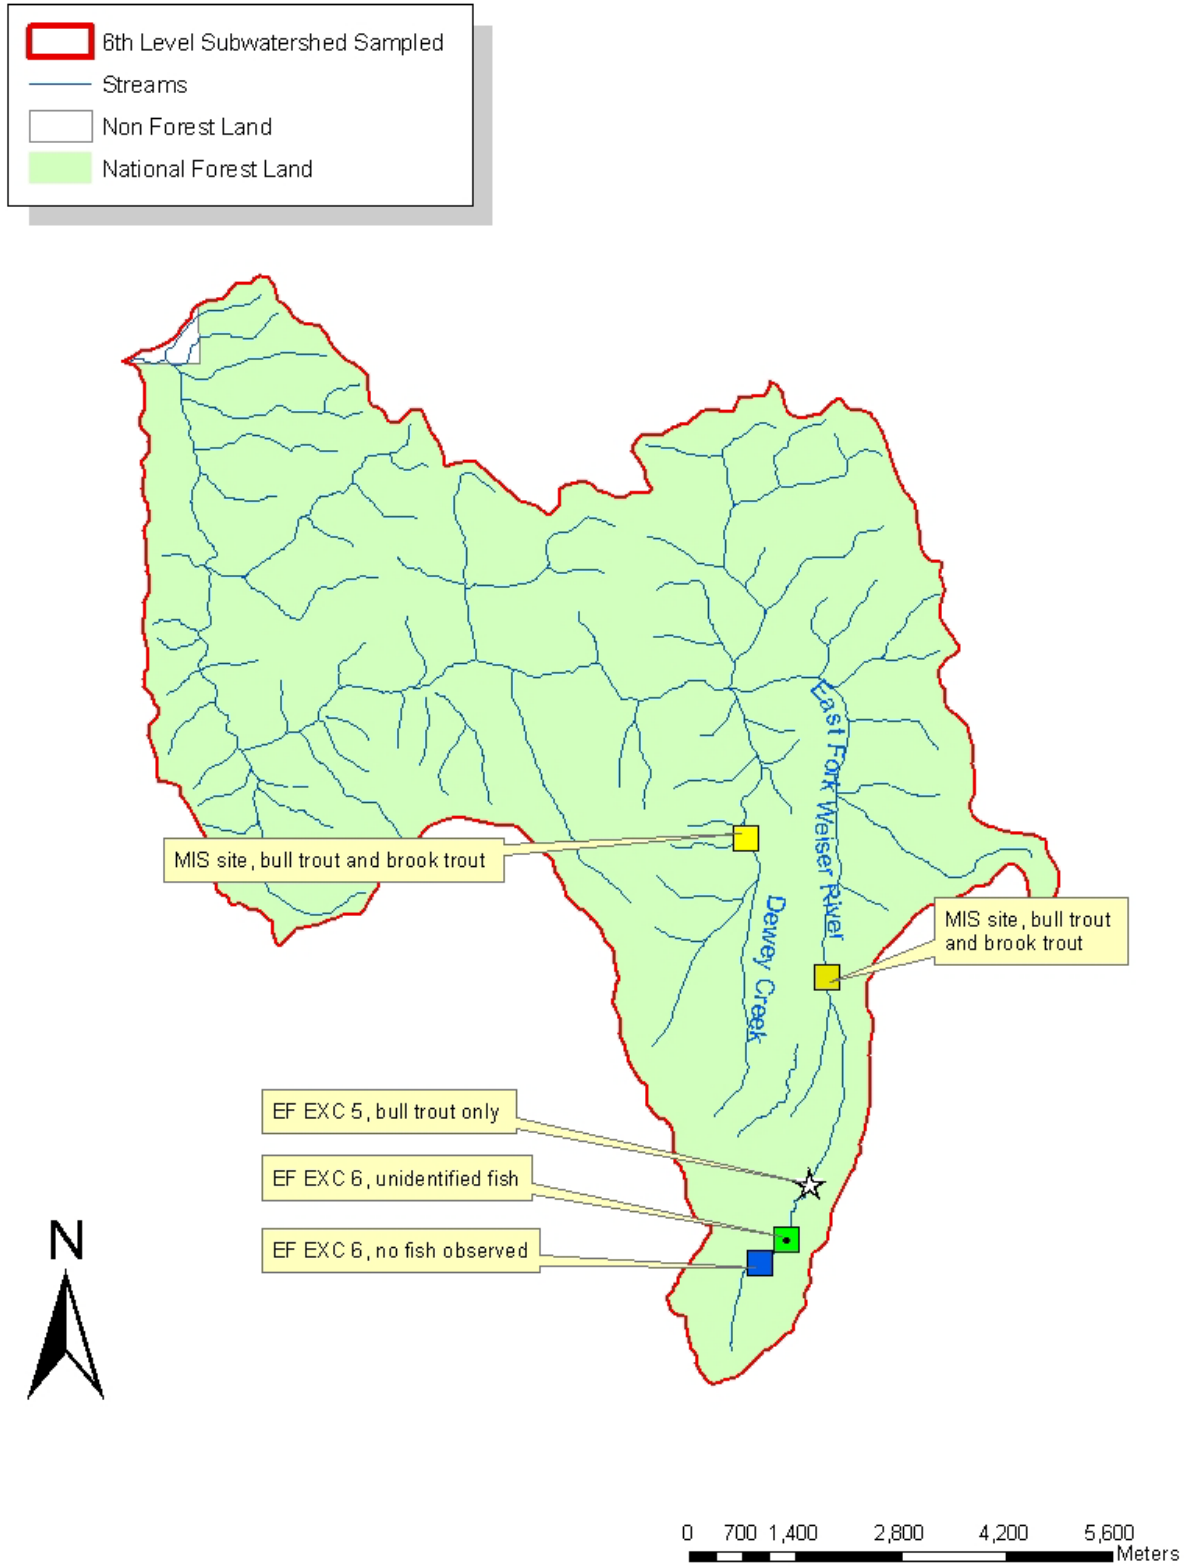 6th Level Subwatershed Sampled
Streams
Non Forest Land
National Forest Land
East Fork Weiser River
MIS site, bull trout and brook trout
Dewey Creek
MIS site, bull trout
and brook trout
EF EXC 5, bull trout only
EF EXC 6, unidentified fish
EF EXC 6, no fish observed
N
0 700 1,400 2,800 4,200 5,600
Meters